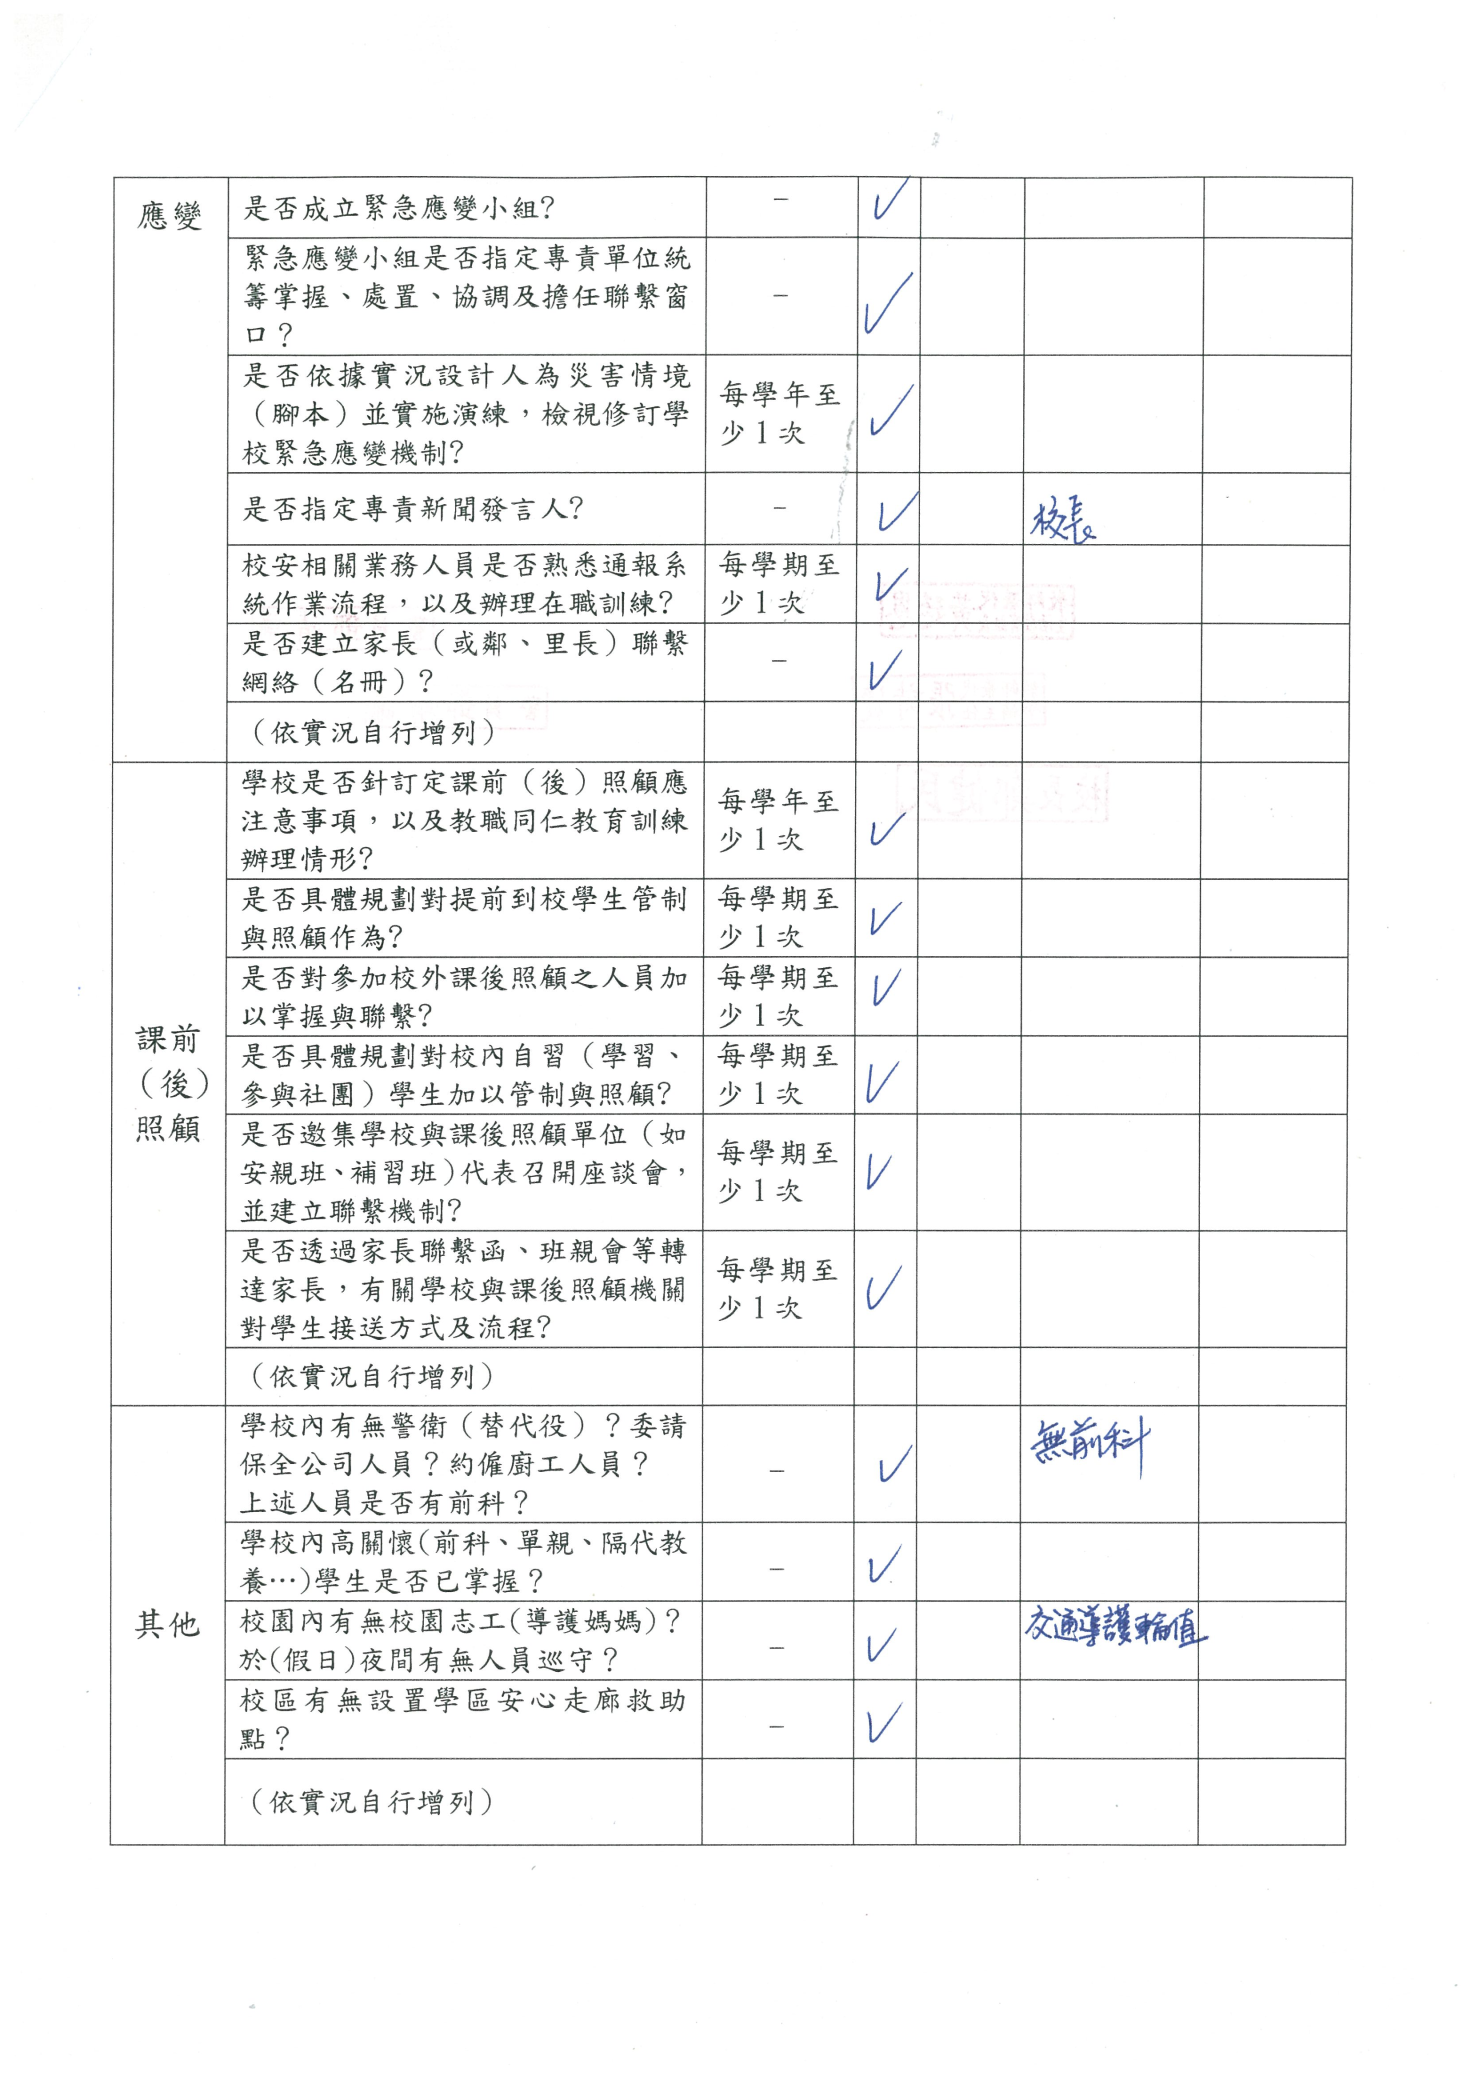 應變
是否成立緊急應變小組?
－
✓
緊急應變小組是否指定專責單位統
籌掌握、處置、協調及擔任聯繫窗
口？
－
✓
是否依據實況設計人為災害情境
（腳本）並實施演練，檢視修訂學
校緊急應變機制?
每學年至
少 1 次
✓
是否指定專責新聞發言人?
－
✓
校長
校安相關業務人員是否熟悉通報系
統作業流程，以及辦理在職訓練?
每學期至
少 1 次
✓
是否建立家長（或鄰、里長）聯繫
網絡（名冊）？
－
✓
（依實況自行增列）
課前
（後）
照顧
學校是否針訂定課前（後）照顧應
注意事項，以及教職同仁教育訓練
辦理情形?
每學年至
少 1 次
✓
是否具體規劃對提前到校學生管制
與照顧作為?
每學期至
少 1 次
✓
是否對參加校外課後照顧之人員加
以掌握與聯繫?
每學期至
少 1 次
✓
是否具體規劃對校內自習（學習、
參與社團）學生加以管制與照顧?
每學期至
少 1 次
✓
是否邀集學校與課後照顧單位（如
安親班、補習班)代表召開座談會，
並建立聯繫機制?
每學期至
少 1 次
✓
是否透過家長聯繫函、班親會等轉
達家長，有關學校與課後照顧機關
對學生接送方式及流程?
每學期至
少 1 次
✓
（依實況自行增列）
其他
學校內有無警衛（替代役）？委請
保全公司人員？約僱廚工人員？
上述人員是否有前科？
－
✓
無前科
學校內高關懷(前科、單親、隔代教
養…)學生是否已掌握？
－
✓
校園內有無校園志工(導護媽媽)？
於(假日)夜間有無人員巡守？
－
✓
交通導護輪值
校區有無設置學區安心走廊救助
點？
－
✓
（依實況自行增列）